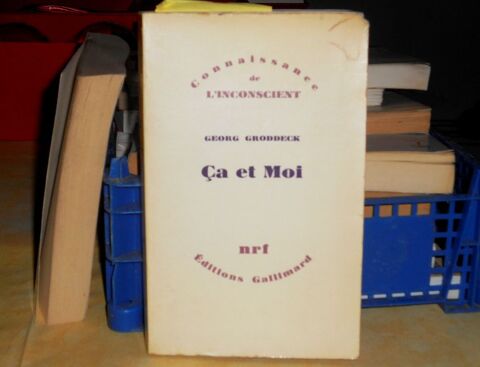 Connaissance
de
L'INCONSCIENT
GEORG GRODDECK
Ça et Moi
nrf
Éditions Gallimard